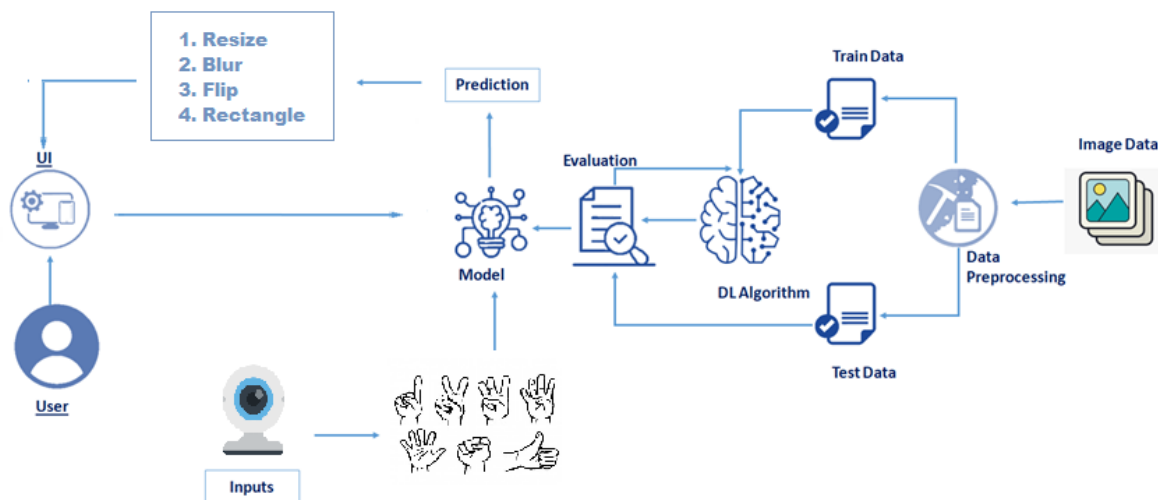 1. Resize
2. Blur
3. Flip
4. Rectangle
Prediction
Train Data
Image Data
UI
Evaluation
Model
DL Algorithm
Data
Preprocessing
Test Data
User
Inputs